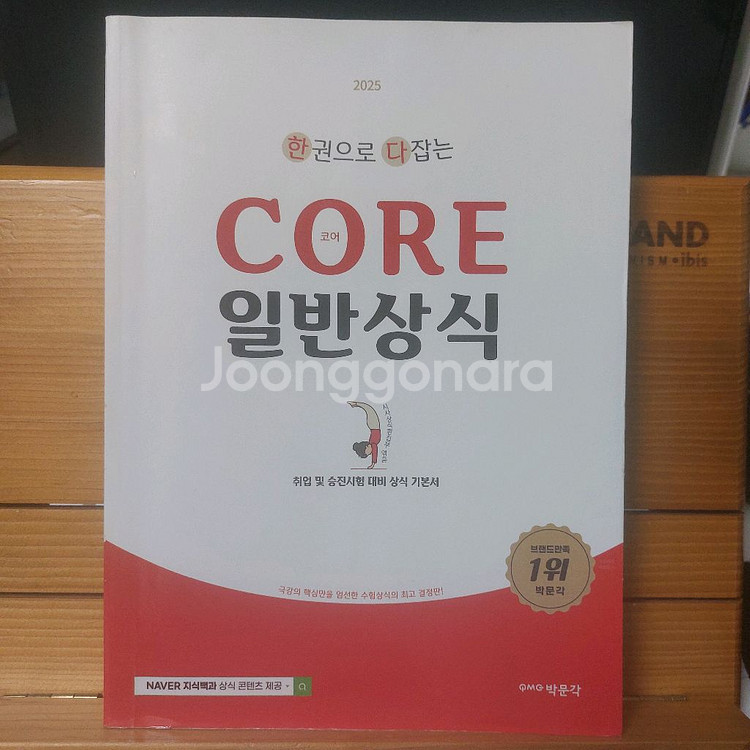 2025
한권으로 다잡는
CORE
코어
일반상식
Joonggondra
취업 및 승진시험 대비 상식 기본서
브랜드만족
1위
박문각
극강의 핵심만을 엄선한 수험상식의 최고 결정판!
NAVER 지식백과 상식 콘텐츠 제공
PMG 박문각
AND
ISM • ibis